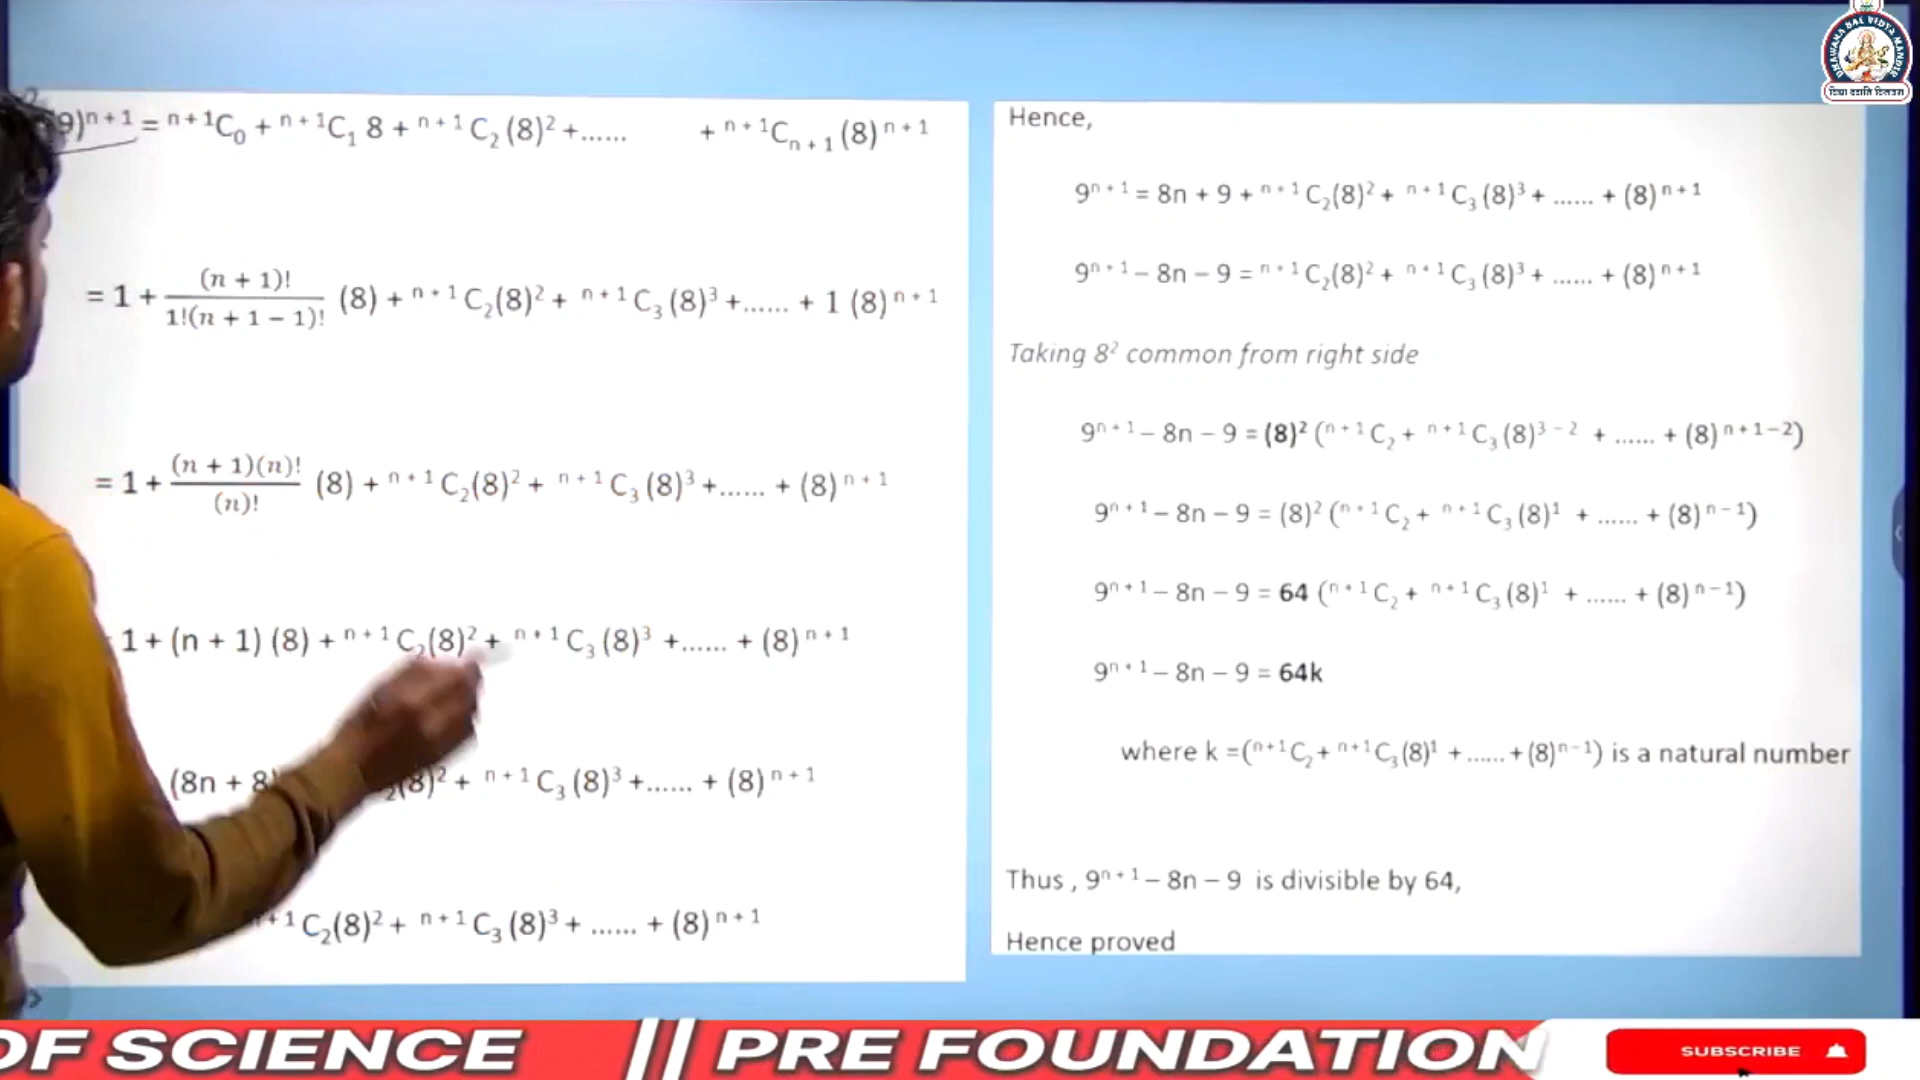 9)ⁿ⁺¹ = ⁿ⁺¹C₀ + ⁿ⁺¹C₁ 8 + ⁿ⁺¹C₂ (8)² +...... + ⁿ⁺¹Cₙ₊₁ (8)ⁿ⁺¹
= 1 + (n + 1)! / 1!(n + 1 − 1)! (8) + ⁿ⁺¹C₂(8)² + ⁿ⁺¹C₃ (8)³ +...... + 1 (8)ⁿ⁺¹
= 1 + (n + 1)(n)! / (n)! (8) + ⁿ⁺¹C₂(8)² + ⁿ⁺¹C₃ (8)³ +...... + (8)ⁿ⁺¹
1 + (n + 1) (8) + ⁿ⁺¹C₂(8)² + ⁿ⁺¹C₃ (8)³ +...... + (8)ⁿ⁺¹
(8n + 8 ₂(8)² + ⁿ⁺¹C₃ (8)³ +...... + (8)ⁿ⁺¹
⁺¹C₂(8)² + ⁿ⁺¹C₃ (8)³ + ...... + (8)ⁿ⁺¹
Hence,
9ⁿ⁺¹ = 8n + 9 + ⁿ⁺¹C₂(8)² + ⁿ⁺¹C₃ (8)³ + ...... + (8)ⁿ⁺¹
9ⁿ⁺¹ – 8n – 9 = ⁿ⁺¹C₂(8)² + ⁿ⁺¹C₃ (8)³ + ...... + (8)ⁿ⁺¹
Taking 8² common from right side
9ⁿ⁺¹ – 8n – 9 = (8)² (ⁿ⁺¹C₂ + ⁿ⁺¹C₃ (8)³⁻² + ...... + (8)ⁿ⁺¹⁻²)
9ⁿ⁺¹ – 8n – 9 = (8)² (ⁿ⁺¹C₂ + ⁿ⁺¹C₃ (8)¹ + ...... + (8)ⁿ⁻¹)
9ⁿ⁺¹ – 8n – 9 = 64 (ⁿ⁺¹C₂ + ⁿ⁺¹C₃ (8)¹ + ...... + (8)ⁿ⁻¹)
9ⁿ⁺¹ – 8n – 9 = 64k
where k =(ⁿ⁺¹C₂ + ⁿ⁺¹C₃(8)¹ + ...... + (8)ⁿ⁻¹) is a natural number
Thus , 9ⁿ⁺¹ – 8n – 9 is divisible by 64,
Hence proved
OF SCIENCE || PRE FOUNDATION
SUBSCRIBE